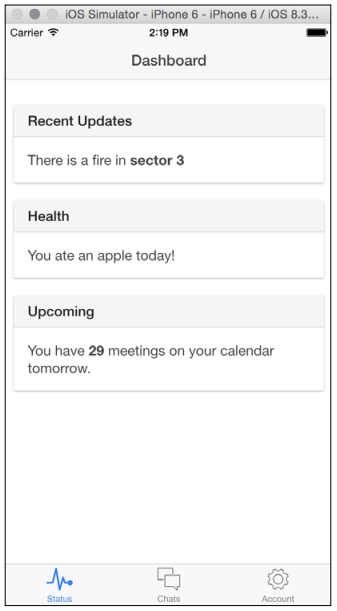 iOS Simulator - iPhone 6 - iPhone 6 / iOS 8.3...
Carrier 2:19 PM
Dashboard
Recent Updates
There is a fire in sector 3
Health
You ate an apple today!
Upcoming
You have 29 meetings on your calendar
tomorrow.
Status Chats Account